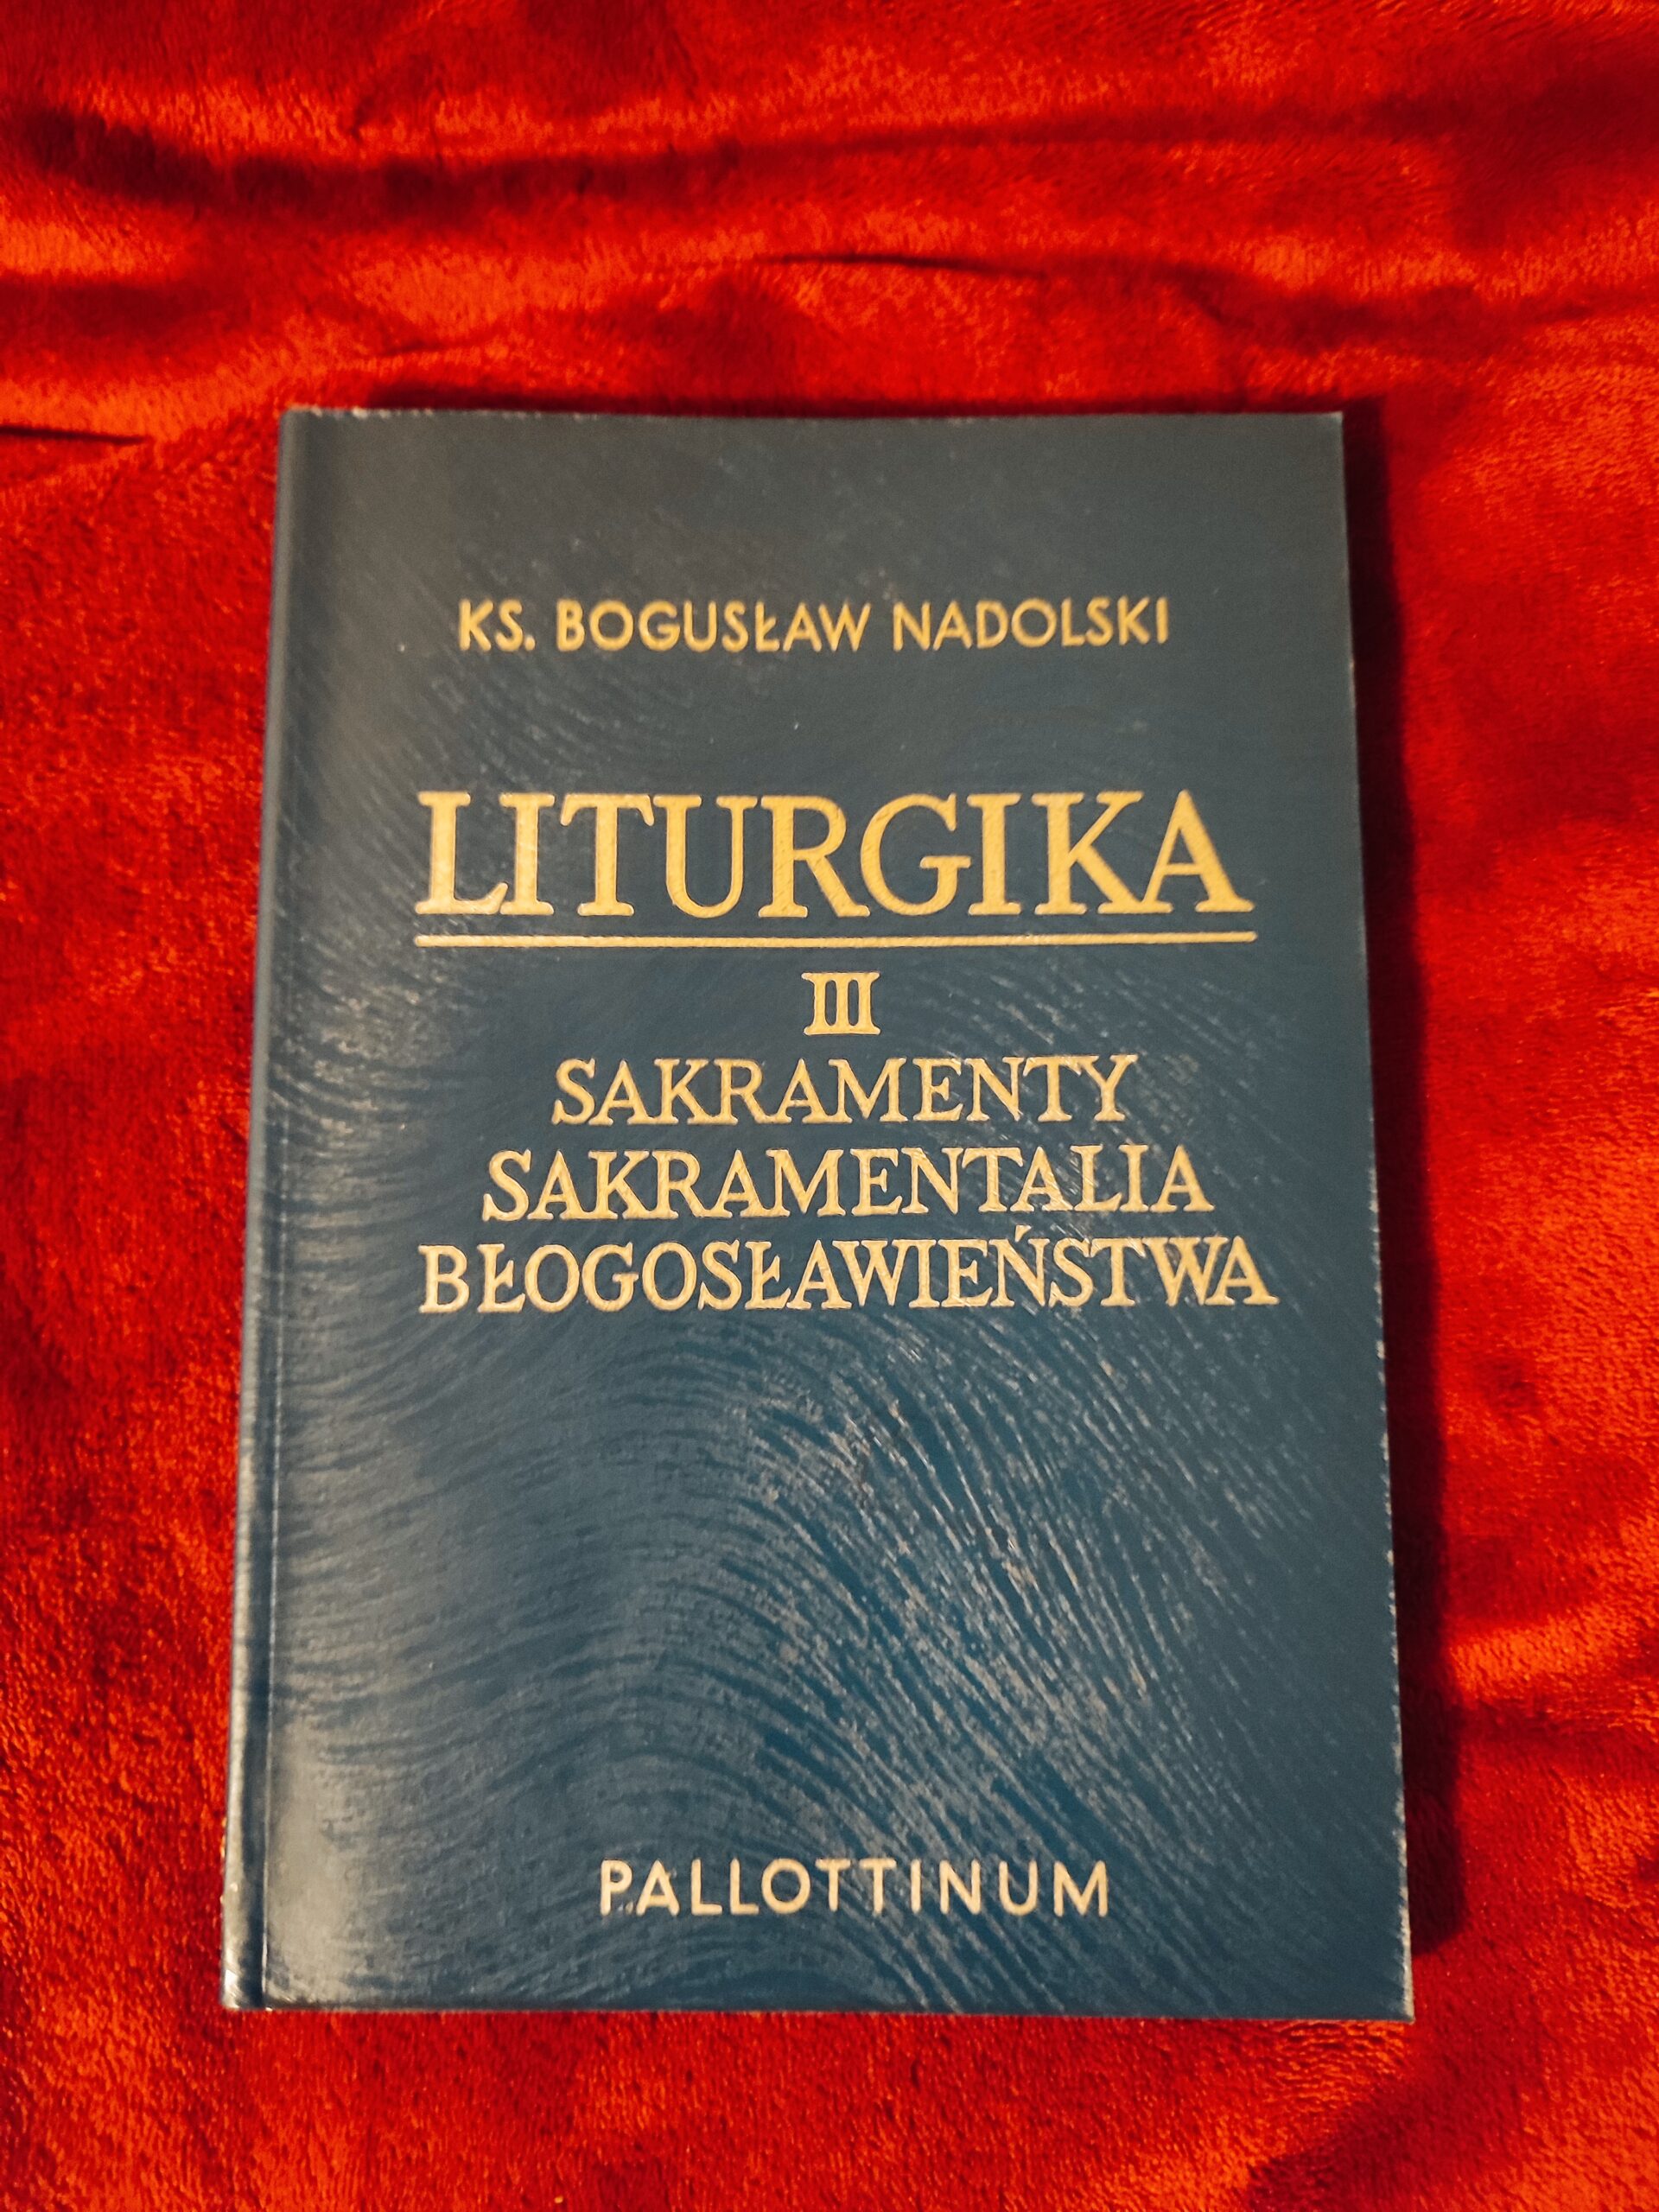 KS. BOGUSŁAW NADOLSKI
LITURGIKA
III
SAKRAMENTY
SAKRAMENTALIA
BŁOGOSŁAWIEŃSTWA
PALLOTTINUM